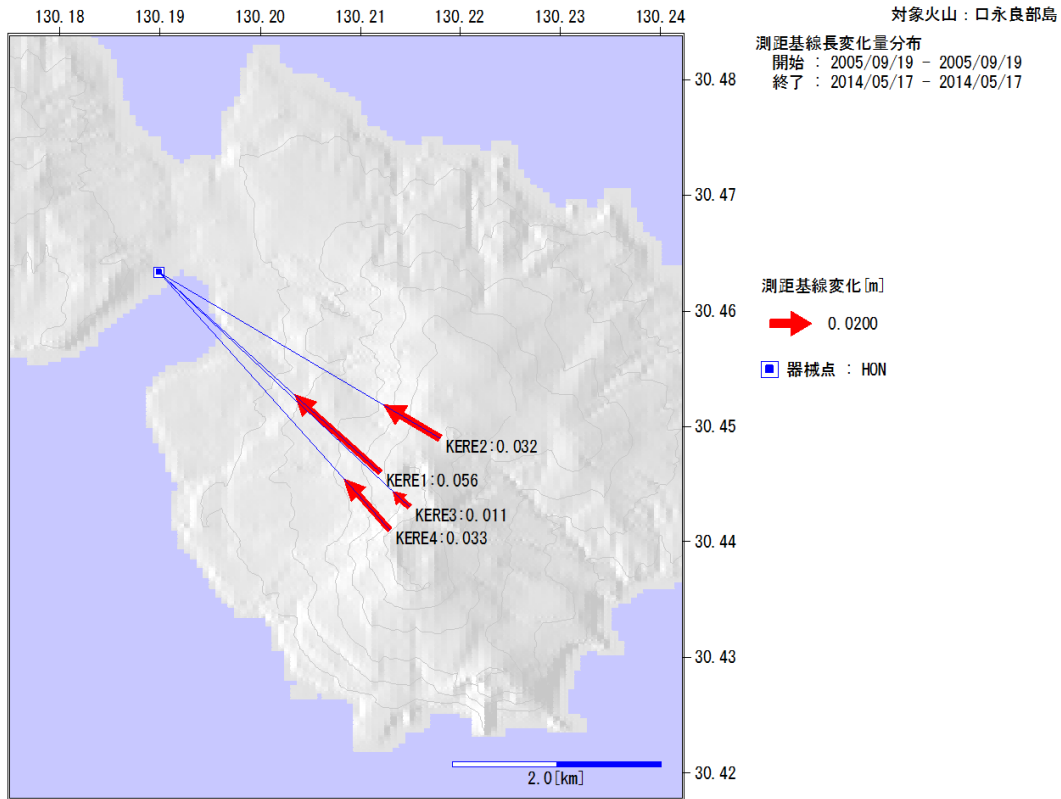 130.18 130.19 130.20 130.21 130.22 130.23 130.24
対象火山：口永良部島
測距基線長変化量分布
開始 ： 2005/09/19 - 2005/09/19
終了 ： 2014/05/17 - 2014/05/17
30.48
30.47
30.46
30.45
30.44
30.43
30.42
測距基線変化[m]
0.0200
器械点 ： HON
KERE2:0.032
KERE1:0.056
KERE3:0.011
KERE4:0.033
2.0[km]